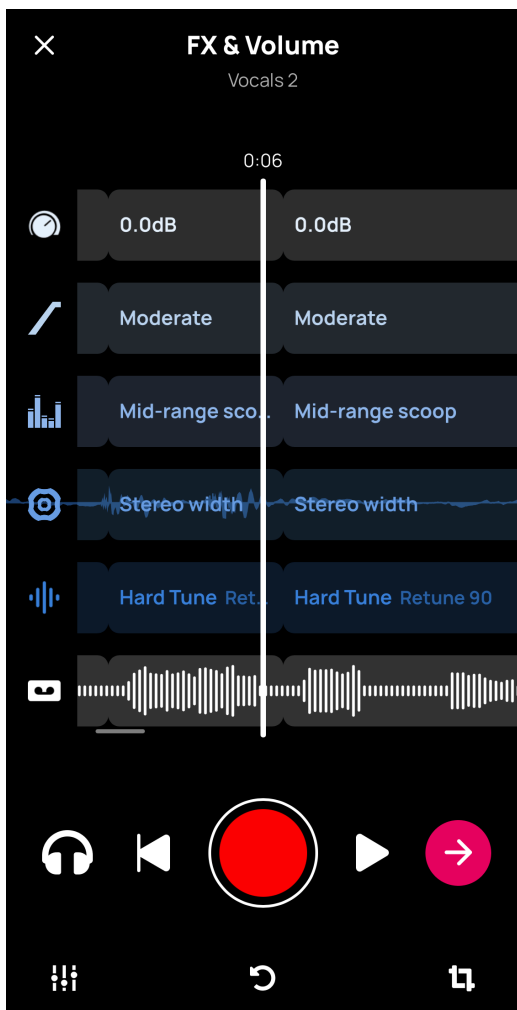 FX & Volume
Vocals 2
0:06
0.0dB 0.0dB
Moderate Moderate
Mid-range sco.. Mid-range scoop
Stereo width Stereo width
Hard Tune Ret.. Hard Tune Retune 90